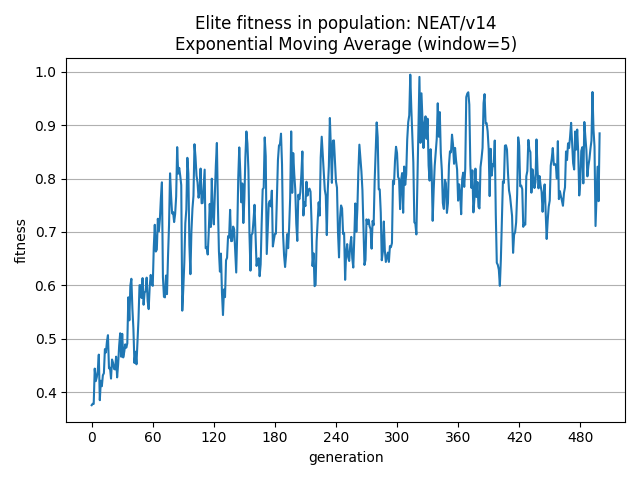 Elite fitness in population: NEAT/v14
Exponential Moving Average (window=5)
1.0
0.9
0.8
0.7
0.6
0.5
0.4
fitness
0 60 120 180 240 300 360 420 480
generation